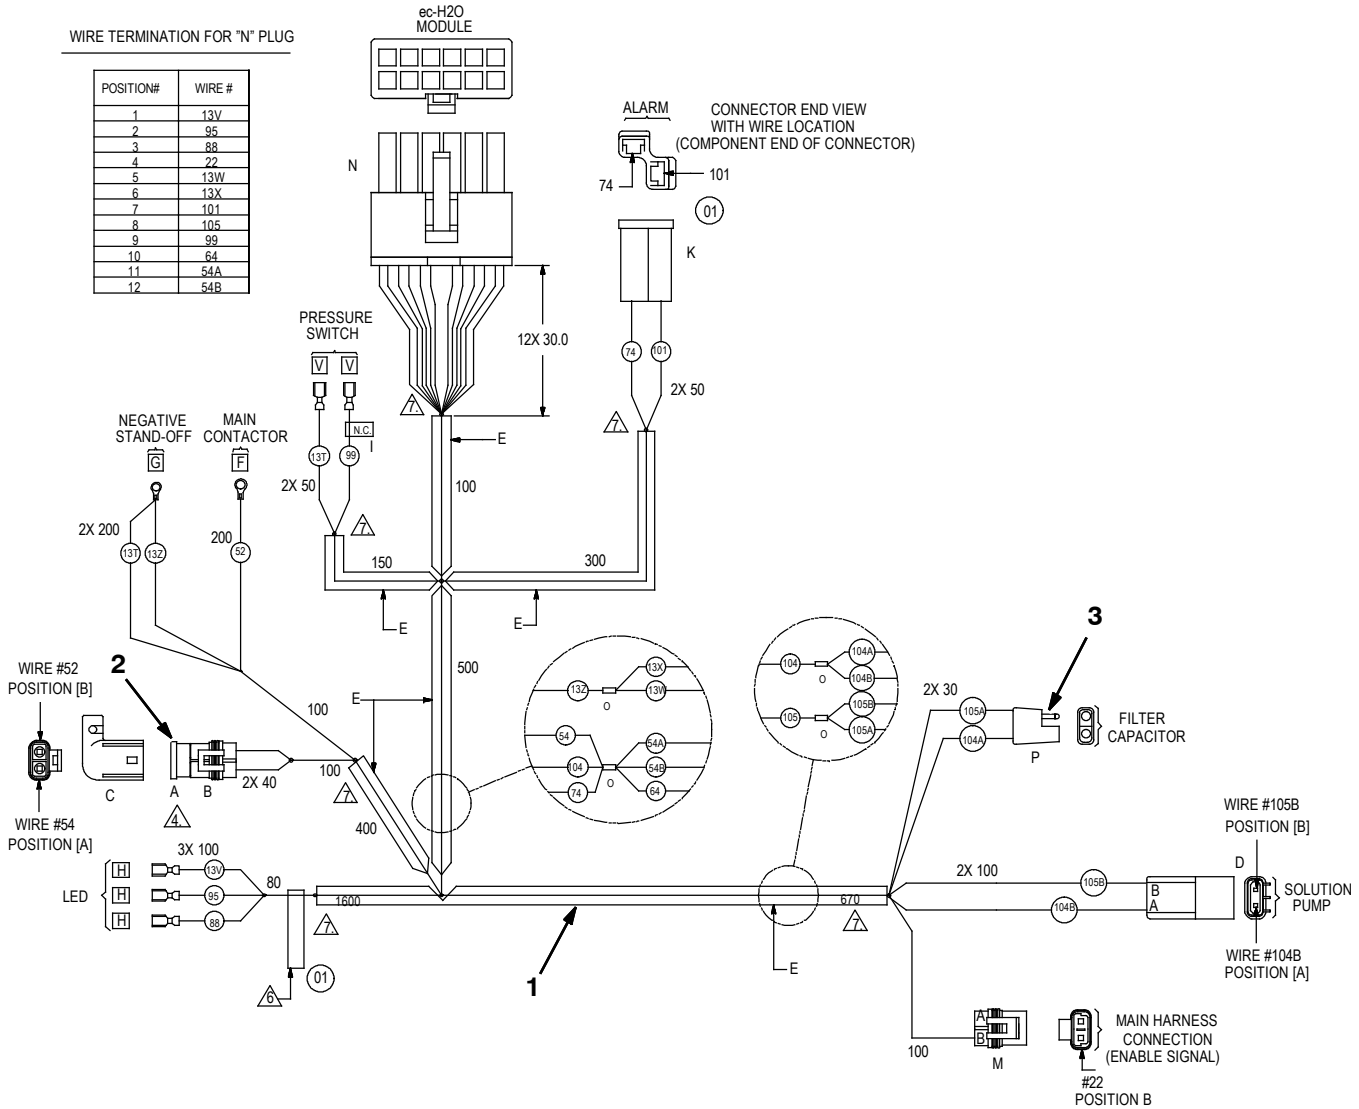 WIRE TERMINATION FOR "N" PLUG
POSITION# WIRE #
1 13V
2 95
3 88
4 22
5 13W
6 13X
7 101
8 105
9 99
10 64
11 54A
12 54B
ec-H2O
MODULE
N
12X 30.0
ALARM
74
101
01
CONNECTOR END VIEW
WITH WIRE LOCATION
(COMPONENT END OF CONNECTOR)
K
74
101
2X 50
7.
PRESSURE
SWITCH
V V
N.C.
I
13T
99
2X 50
7.
7.
E
100
NEGATIVE
STAND-OFF
G
MAIN
CONTACTOR
F
2X 200
13T
13Z
200
52
150
300
E
E
500
E
WIRE #52
POSITION [B]
2
WIRE #54
POSITION [A]
C
A
B
4.
2X 40
100
100
7.
400
13Z
O
13X
13W
54
104
74
O
54A
54B
64
104
O
104A
104B
105
O
105B
105A
2X 30
105A
104A
3
P
FILTER
CAPACITOR
LED
H
H
H
3X 100
13V
95
88
80
6
01
1600
7.
1
670
7.
E
2X 100
105B
104B
B
A
D
WIRE #105B
POSITION [B]
SOLUTION
PUMP
WIRE #104B
POSITION [A]
100
A
B
M
MAIN HARNESS
CONNECTION
(ENABLE SIGNAL)
#22
POSITION B